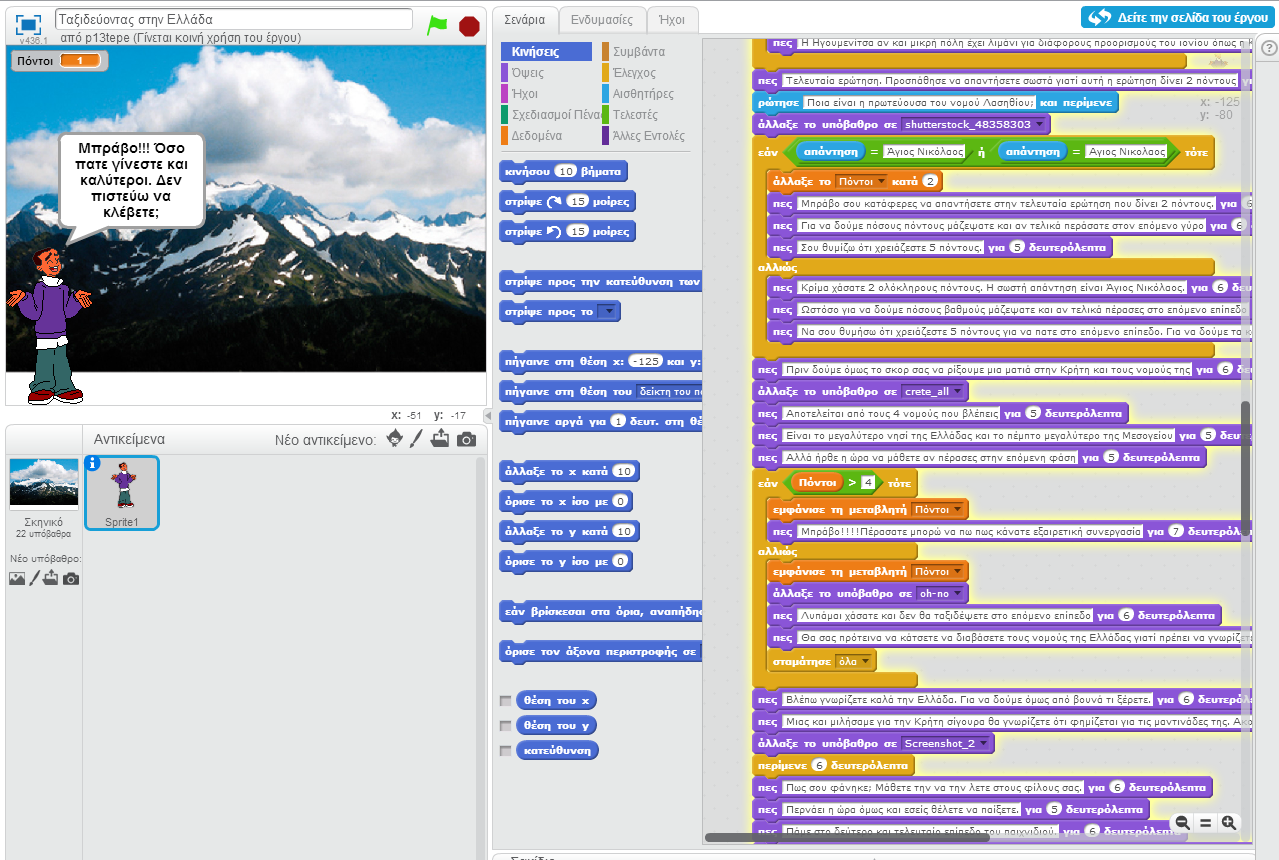 Ταξιδεύοντας στην Ελλάδα
v436.1
από p13tepe (Γίνεται κοινή χρήση του έργου)
Πόντοι 1
Μπράβο!!! Όσο
πατε γίνεστε και
καλύτεροι. Δεν
πιστεύω να
κλέβετε;
x: -51 y: -17
Αντικείμενα
Νέο αντικείμενο:
Σκηνικό
22 υπόβαθρα
Sprite1
Νέο υπόβαθρο:
Σενάρια
Ενδυμασίες
Ήχοι
Δείτε την σελίδα του έργου
Κινήσεις
Συμβάντα
Όψεις
Έλεγχος
Ήχοι
Αισθητήρες
Σχεδιασμοί Πένας
Τελεστές
Δεδομένα
Άλλες Εντολές
κινήσου 10 βήματα
στρίψε 15 μοίρες
στρίψε 15 μοίρες
στρίψε προς την κατεύθυνση των
στρίψε προς το
πήγαινε στη θέση x: -125 και y:
πήγαινε στη θέση του δείκτη του
πήγαινε αργά για 1 δευτ. στη
άλλαξε το x κατά 10
όρισε το x ίσο με 0
άλλαξε το y κατά 10
όρισε το y ίσο με 0
εάν βρίσκεσαι στα όρια,
όρισε τον άξονα περιστροφής σε
θέση του x
θέση του y
κατεύθυνση
x: -125
y: -80
πες Η Ηγουμενίτσα αν και μικρή πόλη έχει λιμάνι για διάφορους προορισμούς του ιονίου όπως η
πες Τελευταία ερώτηση. Προσπάθησε να απαντήσετε σωστά γιατί αυτή η ερώτηση δίνει 2 πόντους
ρώτησε Ποια είναι η πρωτεύουσα του νομού Λασηθίου; και περίμενε
άλλαξε το υπόβαθρο σε shutterstock_48358303
εάν απάντηση = Άγιος Νικόλαος ή απάντηση = Αγιος Νικολαος τότε
άλλαξε το Πόντοι κατά 2
πες Μπράβο σου κατάφερες να απαντήσετε στην τελευταία ερώτηση που δίνει 2 πόντους. για 6
πες Για να δούμε πόσους πόντους μάζεψατε και αν τελικά περάσατε στον επόμενο γύρο για 6
πες Σου θυμίζω ότι χρειάζεστε 5 πόντους. για 5 δευτερόλεπτα
αλλιώς
πες Κρίμα χάσατε 2 ολόκληρους πόντους. Η σωστή απάντηση είναι Άγιος Νικόλαος. για 6
πες Ωστόσο για να δούμε πόσους βαθμούς μάζεψατε και αν τελικά πέρασες στο επόμενο επίπεδο
πες Να σου θυμήσω ότι χρειάζεστε 5 πόντους για να πατε στο επόμενο επίπεδο. Για να δούμε
πες Πριν δούμε όμως το σκορ σας να ρίξουμε μια ματιά στην Κρήτη και τους νομούς της για 6
άλλαξε το υπόβαθρο σε crete_all
πες Αποτελείται από τους 4 νομούς που βλέπεις για 5 δευτερόλεπτα
πες Είναι το μεγαλύτερο νησί της Ελλάδας και το πέμπτο μεγαλύτερο της Μεσογείου για 5
πες Αλλά ήρθε η ώρα να μάθετε αν πέρασες στην επόμενη φάση για 5 δευτερόλεπτα
εάν Πόντοι > 4 τότε
εμφάνισε τη μεταβλητή Πόντοι
πες Μπράβο!!!!Πέρασατε μπορώ να πω πως κάνατε εξαιρετική συνεργασία για 7 δευτερόλεπτα
αλλιώς
εμφάνισε τη μεταβλητή Πόντοι
άλλαξε το υπόβαθρο σε oh-no
πες Λυπάμαι χάσατε και δεν θα ταξιδέψετε στο επόμενο επίπεδο για 6 δευτερόλεπτα
πες Θα σας πρότεινα να κάτσετε να διαβάσετε τους νομούς της Ελλάδας γιατί πρέπει να γνωρίζετε
σταμάτησε όλα
πες Βλέπω γνωρίζετε καλά την Ελλάδα. Για να δούμε όμως από βουνά τι ξέρετε. για 6
πες Μιας και μιλήσαμε για την Κρήτη σίγουρα θα γνωρίζετε ότι φημίζεται για τις μαντινάδες της.
άλλαξε το υπόβαθρο σε Screenshot_2
περίμενε 6 δευτερόλεπτα
πες Πως σου φάνηκε; Μάθετε την να την λετε στους φίλους σας. για 6 δευτερόλεπτα
πες Περνάει η ώρα όμως και εσείς θέλετε να παίξετε. για 5 δευτερόλεπτα
πες Πάμε στο δεύτερο και τελευταίο επίπεδο του παιχνιδιού. για 6 δευτερόλεπτα